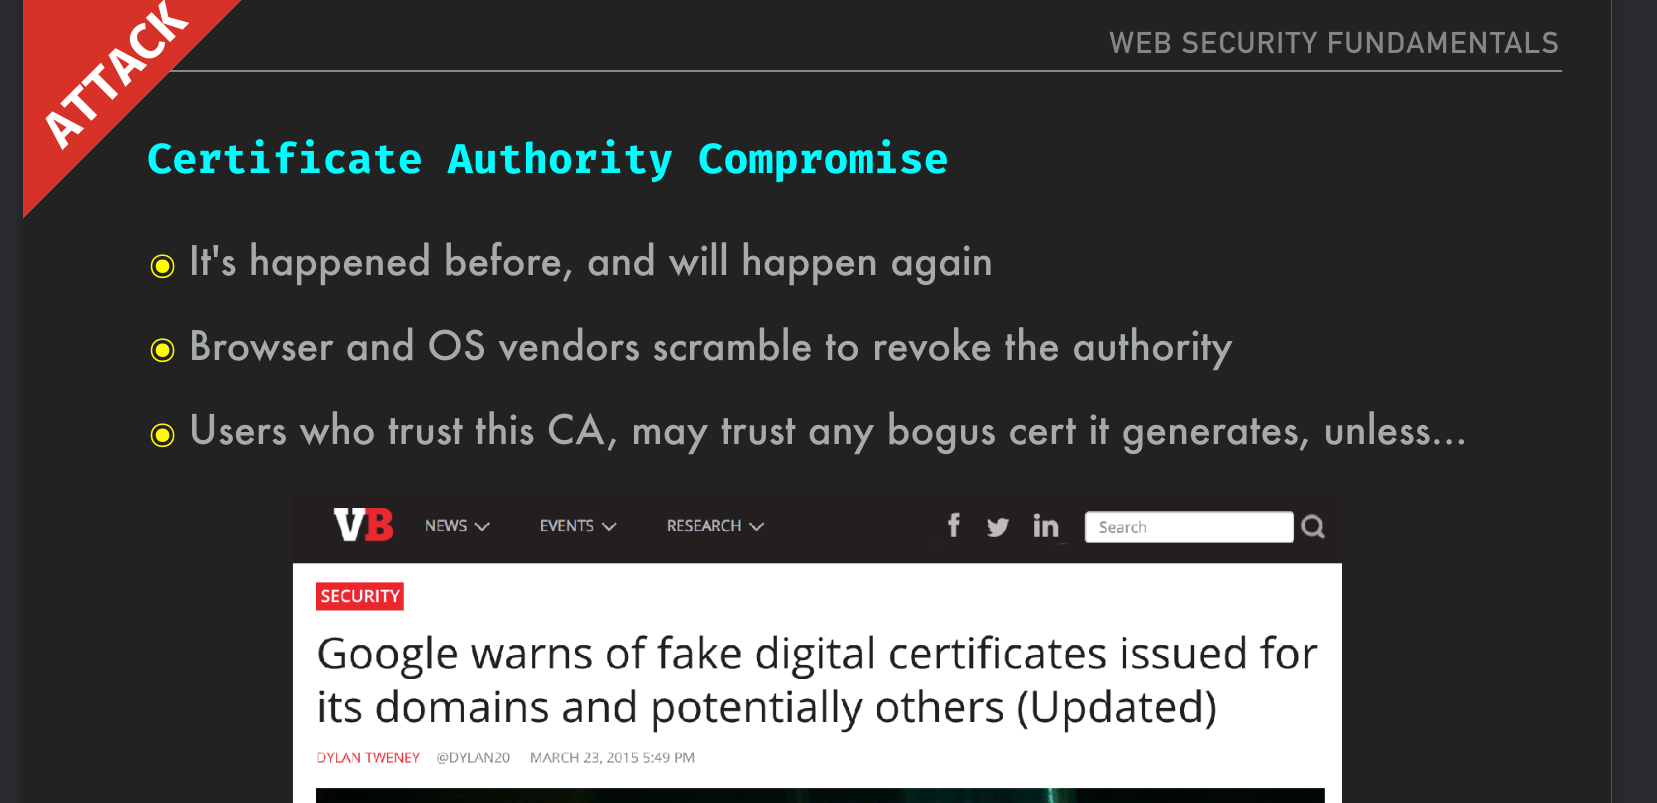 ATTACK
WEB SECURITY FUNDAMENTALS
Certificate Authority Compromise
It's happened before, and will happen again
Browser and OS vendors scramble to revoke the authority
Users who trust this CA, may trust any bogus cert it generates, unless...
VB NEWS EVENTS RESEARCH f in Search
SECURITY
Google warns of fake digital certificates issued for
its domains and potentially others (Updated)
DYLAN TWENEY @DYLAN20 MARCH 23, 2015 5:49 PM